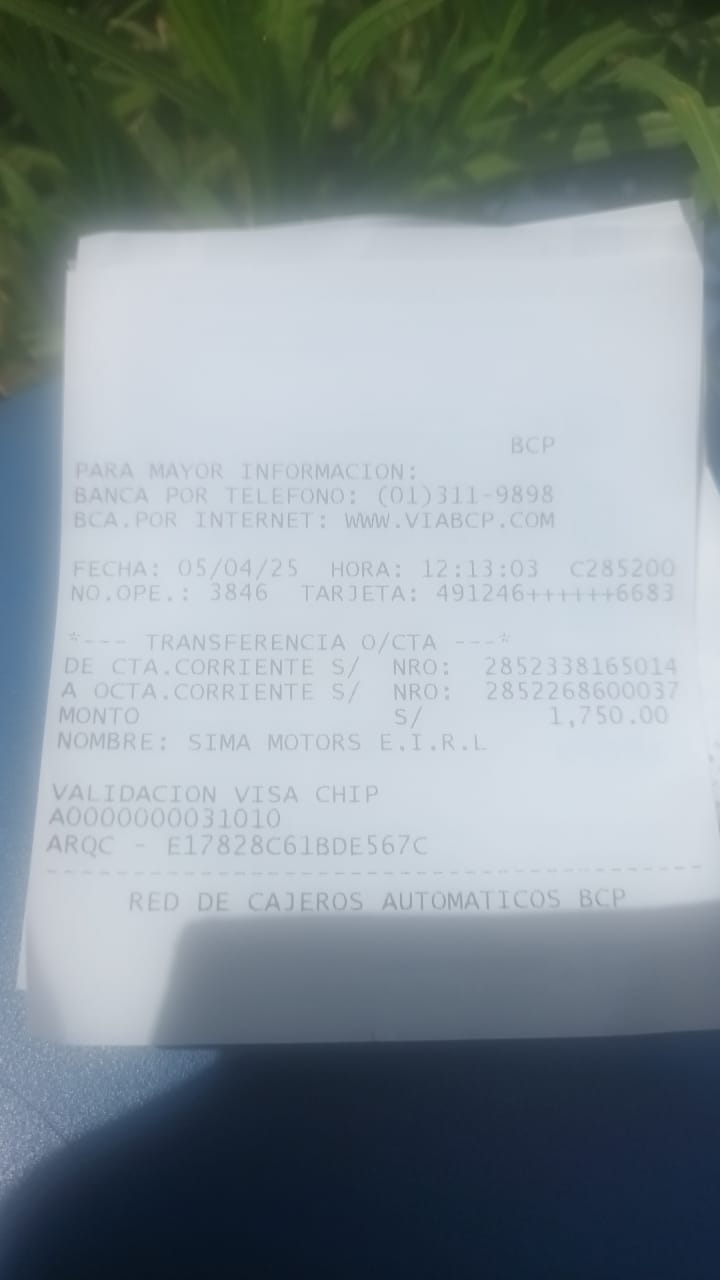 BCP
PARA MAYOR INFORMACION:
BANCA POR TELEFONO: (01)311-9898
BCA.POR INTERNET: WWW.VIABCP.COM
FECHA: 05/04/25 HORA: 12:13:03 C285200
NO.OPE.: 3846 TARJETA: 491246++++++6683
*--- TRANSFERENCIA O/CTA ---*
DE CTA.CORRIENTE S/ NRO: 2852338165014
A OCTA.CORRIENTE S/ NRO: 2852268600037
MONTO S/ 1,750.00
NOMBRE: SIMA MOTORS E.I.R.L
VALIDACION VISA CHIP
A0000000031010
ARQC - E17828C61BDE567C
RED DE CAJEROS AUTOMATICOS BCP